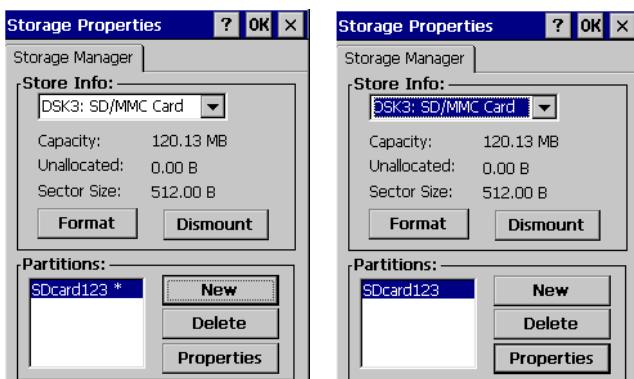 Storage Properties ? OK ×
Storage Manager
Store Info:
DSK3: SD/MMC Card
Capacity: 120.13 MB
Unallocated: 0.00 B
Sector Size: 512.00 B
Format Dismount
Partitions:
SDcard123 * New
Delete
Properties
Storage Properties ? OK ×
Storage Manager
Store Info:
DSK3: SD/MMC Card
Capacity: 120.13 MB
Unallocated: 0.00 B
Sector Size: 512.00 B
Format Dismount
Partitions:
SDcard123 New
Delete
Properties